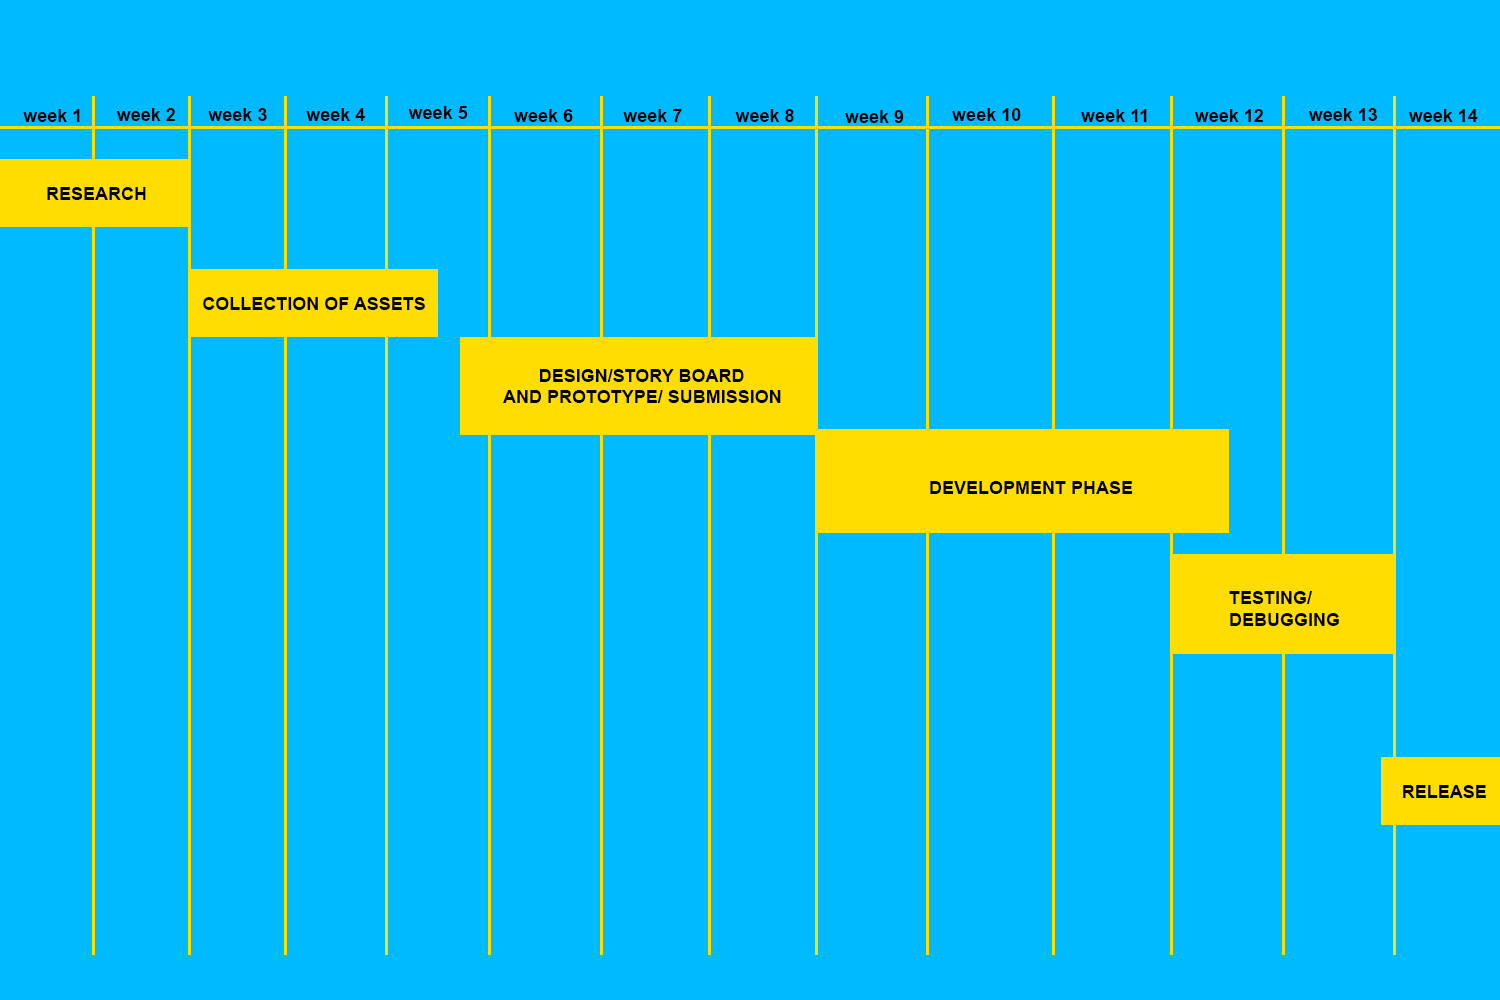 week 1
week 2
week 3
week 4
week 5
week 6
week 7
week 8
week 9
week 10
week 11
week 12
week 13
week 14
RESEARCH
COLLECTION OF ASSETS
DESIGN/STORY BOARD
AND PROTOTYPE/ SUBMISSION
DEVELOPMENT PHASE
TESTING/
DEBUGGING
RELEASE